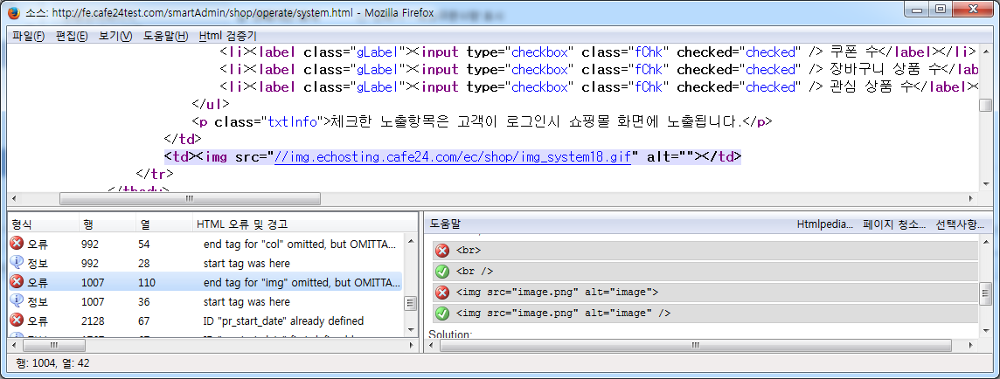 소스: http://fe.cafe24test.com/smartAdmin/shop/operate/system.html - Mozilla Firefox
파일(F) 편집(E) 보기(V) 도움말(H) Html 검증기
<li><label class="gLabel"><input type="checkbox" class="fChk" checked="checked" /> 쿠폰 수</label></li>
<li><label class="gLabel"><input type="checkbox" class="fChk" checked="checked" /> 장바구니 상품 수</lab
<li><label class="gLabel"><input type="checkbox" class="fChk" checked="checked" /> 관심 상품 수</label><
</ul>
<p class="txtInfo">체크한 노출항목은 고객이 로그인시 쇼핑몰 화면에 노출됩니다.</p>
</td>
<td><img src="//img.echosting.cafe24.com/ec/shop/img_system18.gif" alt=""></td>
</tr>
</tbody>
형식 행 열 HTML 오류 및 경고
오류 992 54 end tag for "col" omitted, but OMITTA...
정보 992 28 start tag was here
오류 1007 110 end tag for "img" omitted, but OMITTA...
정보 1007 36 start tag was here
오류 2128 67 ID "pr_start_date" already defined
도움말 Htmlpedia... 페이지 청소... 선택사항...
<br>
<br />
<img src="image.png" alt="image">
<img src="image.png" alt="image" />
Solution:
행: 1004, 열: 42